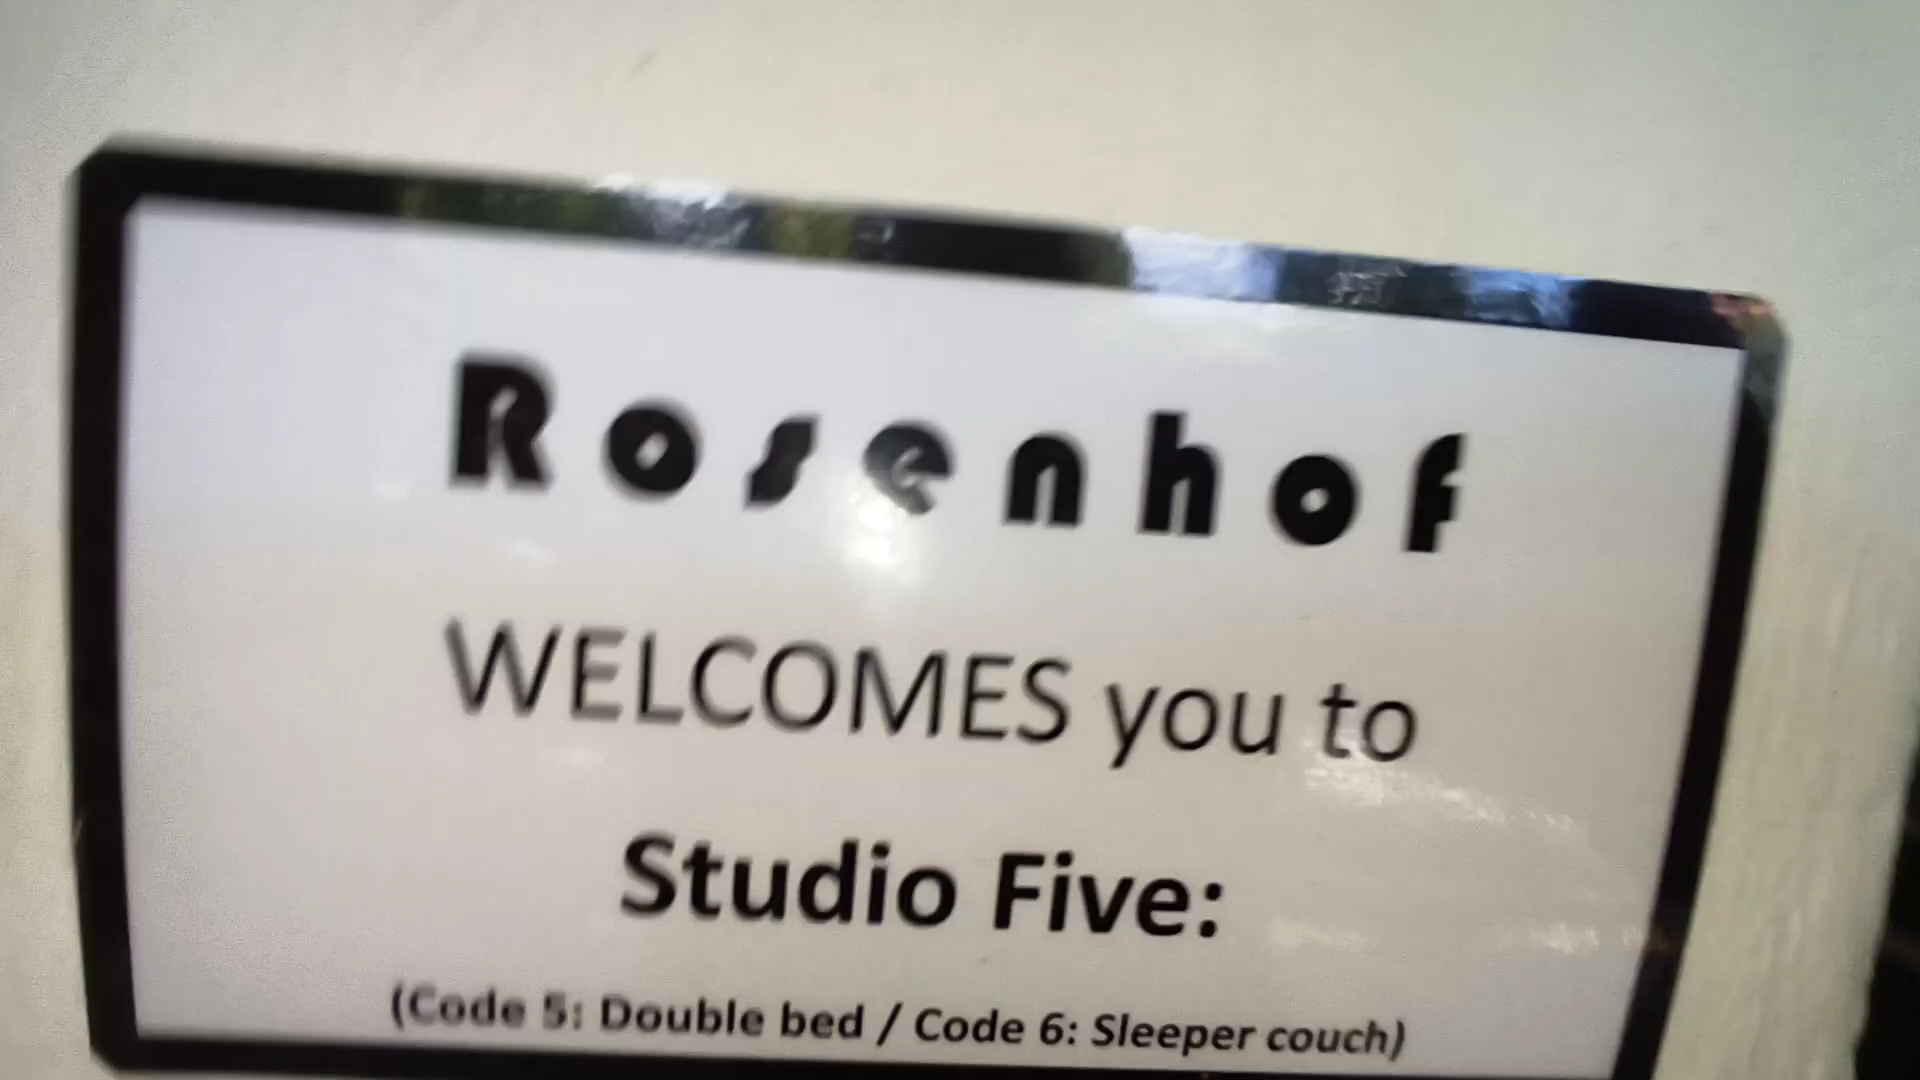 Rosenhof
WELCOMES you to
Studio Five:
(Code 5: Double bed / Code 6: Sleeper couch)